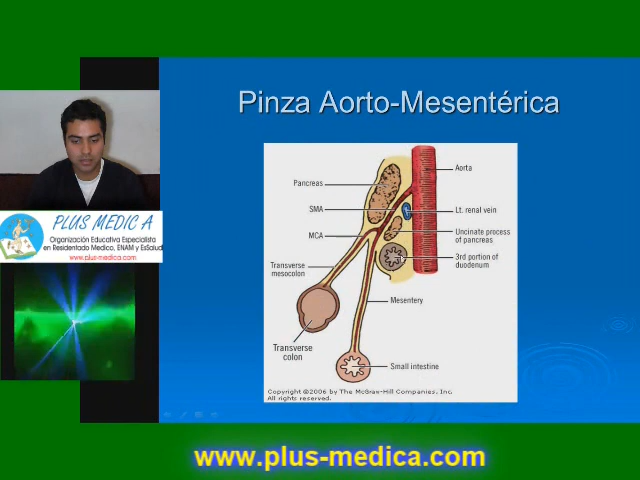 Pinza Aorto-Mesentérica
PLUS MEDIC A
Organización Educativa Especialista
en Residentado Medico, ENAM y EsSalud
www.plus-medica.com
Pancreas
SMA
MCA
Transverse
mesocolon
Transverse
colon
Aorta
Lt. renal vein
Uncinate process
of pancreas
3rd portion of
duodenum
Mesentery
Small intestine
Copyright ©2006 by The McGraw-Hill Companies, Inc.
All rights reserved.
www.plus-medica.com